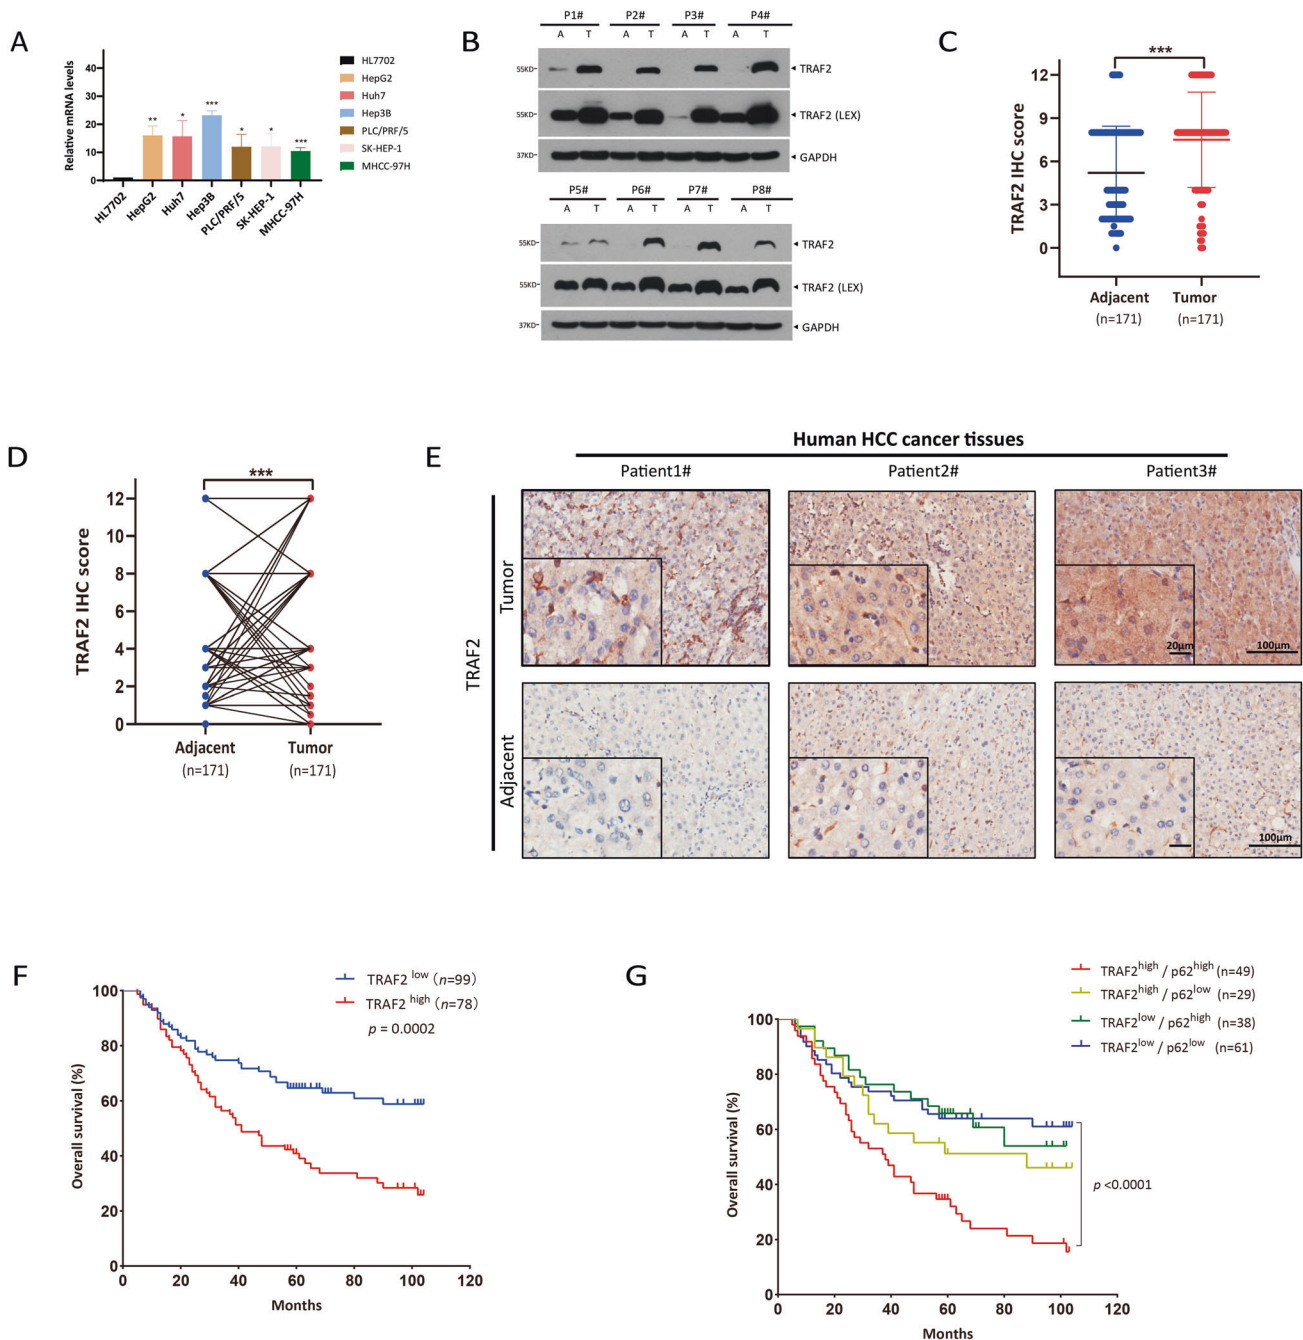 A
Relative mRNA levels
40
30
20
10
0
** * *** * * ***
HL7702
HepG2
Huh7
Hep3B
PLC/PRF/5
SK-HEP-1
MHCC-97H
HL7702
HepG2
Huh7
Hep3B
PLC/PRF/5
SK-HEP-1
MHCC-97H
B
P1# P2# P3# P4#
A T A T A T A T
55KD TRAF2
55KD TRAF2 (LEX)
37KD GAPDH
P5# P6# P7# P8#
A T A T A T A T
55KD TRAF2
55KD TRAF2 (LEX)
37KD GAPDH
C
TRAF2 IHC score
***
12
9
6
3
0
Adjacent Tumor
(n=171) (n=171)
D
TRAF2 IHC score
***
12
10
8
6
4
2
0
Adjacent Tumor
(n=171) (n=171)
E
Human HCC cancer tissues
Patient1# Patient2# Patient3#
TRAF2
Tumor
20μm 100μm
Adjacent
100μm
F
TRAF2 low (n=99)
TRAF2 high (n=78)
p = 0.0002
Overall survival (%)
100
80
60
40
20
0
0 20 40 60 80 100 120
Months
G
TRAF2high / p62high (n=49)
TRAF2high / p62low (n=29)
TRAF2low / p62high (n=38)
TRAF2low / p62low (n=61)
Overall survival (%)
100
80
60
40
20
0
p <0.0001
0 20 40 60 80 100 120
Months